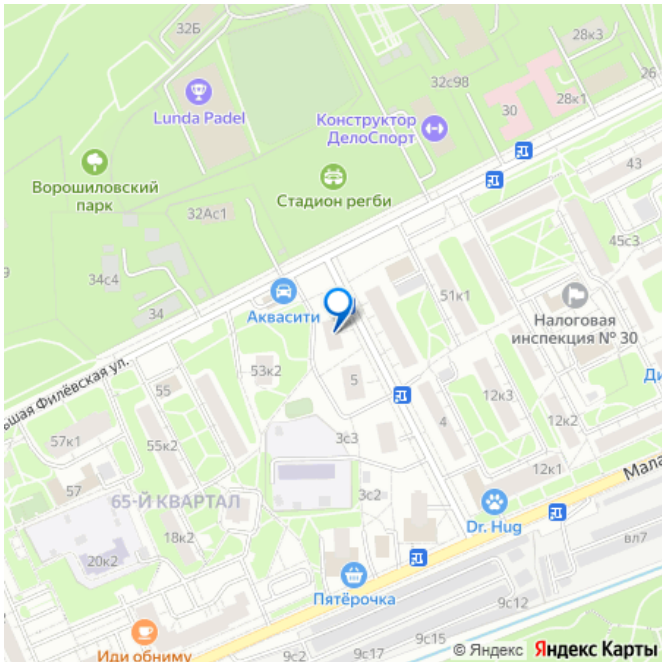 32Б
28к3
Lunda Padel
32с98
Конструктор
ДелоСпорт
30
28к1
26
Ворошиловский
парк
Стадион регби
43
32Ас1
45с3
9
34с4
34
Аквасити
51к1
Налоговая
инспекция № 30
ьшая Филёвская ул.
55
53к2
5
12к3
Ди
4
12к2
57к1
55к2
3с3
12к1
Мала
57
65-Й КВАРТАЛ
3с2
Dr. Hug
18к2
вл7
20к2
Пятёрочка
9с12
Иди обниму
9с2
9с17
9с15
© Яндекс Яндекс Карты